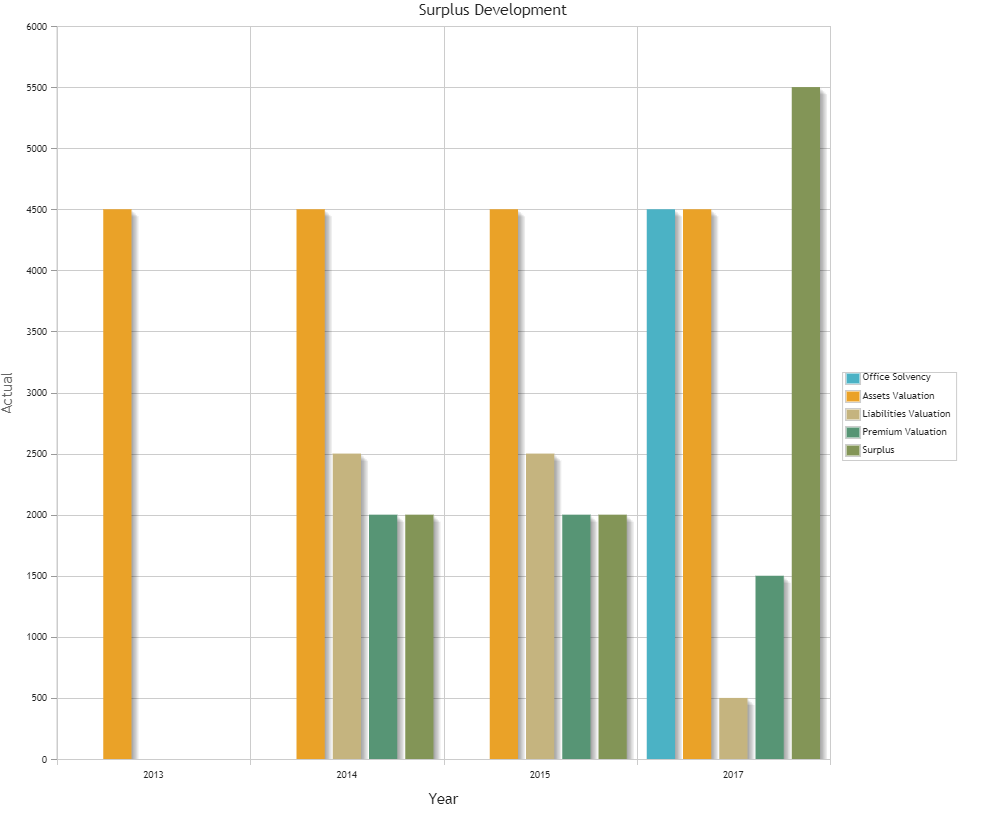 Surplus Development
6000
5500
5000
4500
4000
3500
3000
2500
2000
1500
1000
500
0
Actual
2013 2014 2015 2017
Year
Office Solvency
Assets Valuation
Liabilities Valuation
Premium Valuation
Surplus